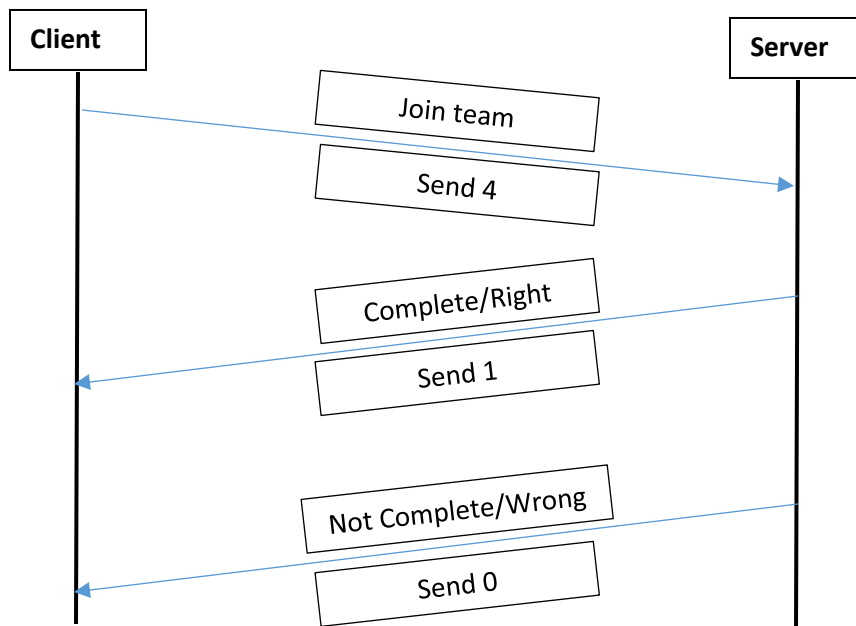 Client
Server
Join team
Send 4
Complete/Right
Send 1
Not Complete/Wrong
Send 0